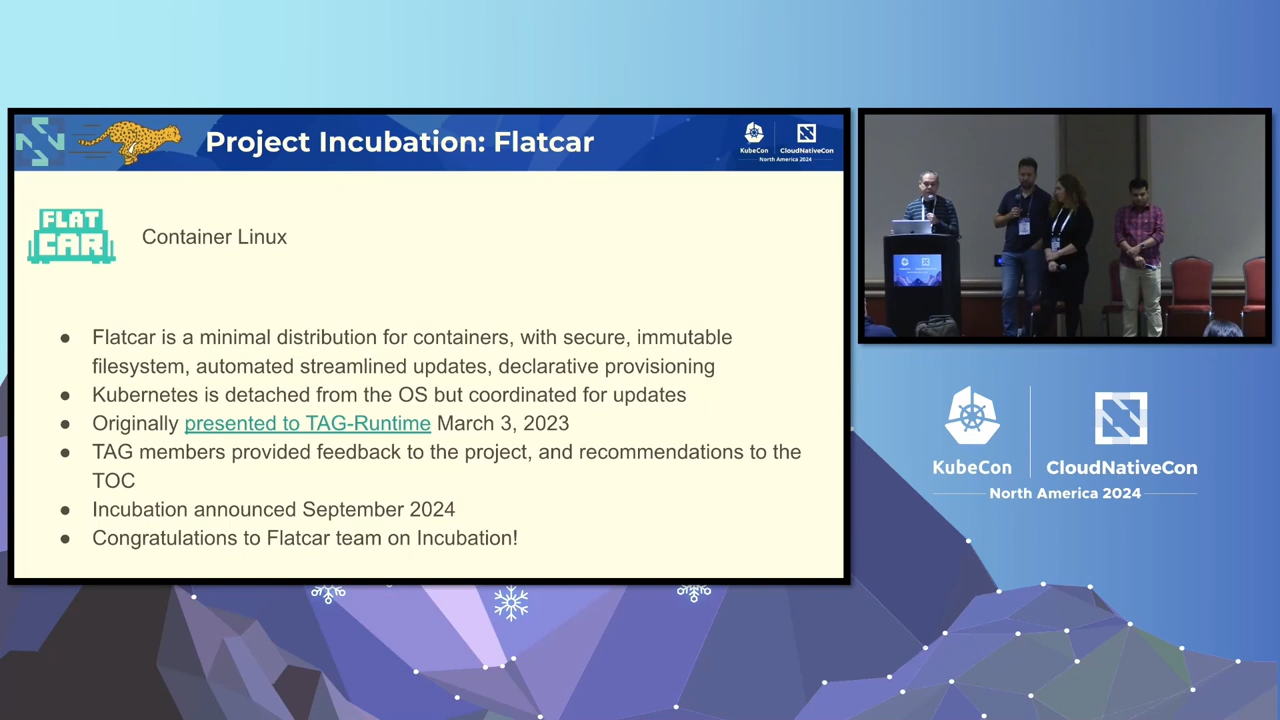 Project Incubation: Flatcar
KubeCon
CloudNativeCon
North America 2024
FLAT
CAR
Container Linux
● Flatcar is a minimal distribution for containers, with secure, immutable
filesystem, automated streamlined updates, declarative provisioning
● Kubernetes is detached from the OS but coordinated for updates
● Originally presented to TAG-Runtime March 3, 2023
● TAG members provided feedback to the project, and recommendations to the
TOC
● Incubation announced September 2024
● Congratulations to Flatcar team on Incubation!
KubeCon
CloudNativeCon
North America 2024